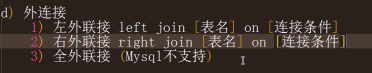 d) 外连接
1) 左外联接 left join [表名] on [连接条件]
2) 右外联接 right join [表名] on [连接条件]
3) 全外联接 (Mysql不支持)